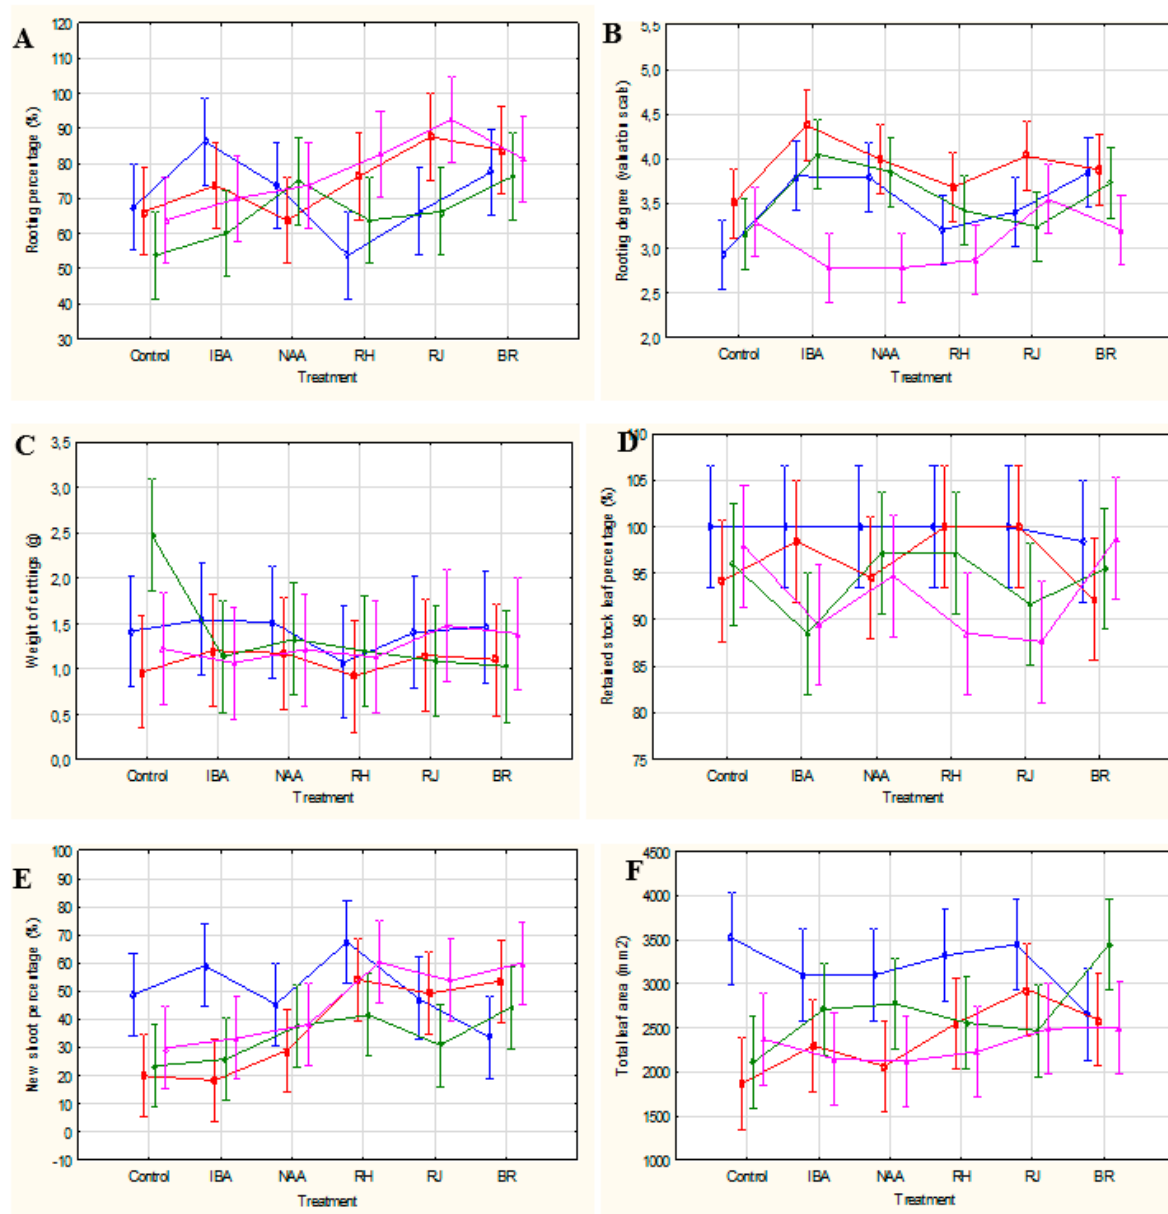 A
Rooting percentage (%)
120
110
100
90
80
70
60
50
40
30
Control IBA NAA RH RJ BR
Treatment
B
Rooting degree (valuation scale)
5,5
5,0
4,5
4,0
3,5
3,0
2,5
2,0
Control IBA NAA RH RJ BR
Treatment
C
Weight of cuttings (g)
3,5
3,0
2,5
2,0
1,5
1,0
0,5
0,0
Control IBA NAA RH RJ BR
Treatment
D
Retained stock leaf percentage (%)
110
105
100
95
90
85
80
75
Control IBA NAA RH RJ BR
Treatment
E
New shoot percentage (%)
100
90
80
70
60
50
40
30
20
10
0
-10
Control IBA NAA RH RJ BR
Treatment
F
Total leaf area (mm2)
4500
4000
3500
3000
2500
2000
1500
1000
Control IBA NAA RH RJ BR
Treatment